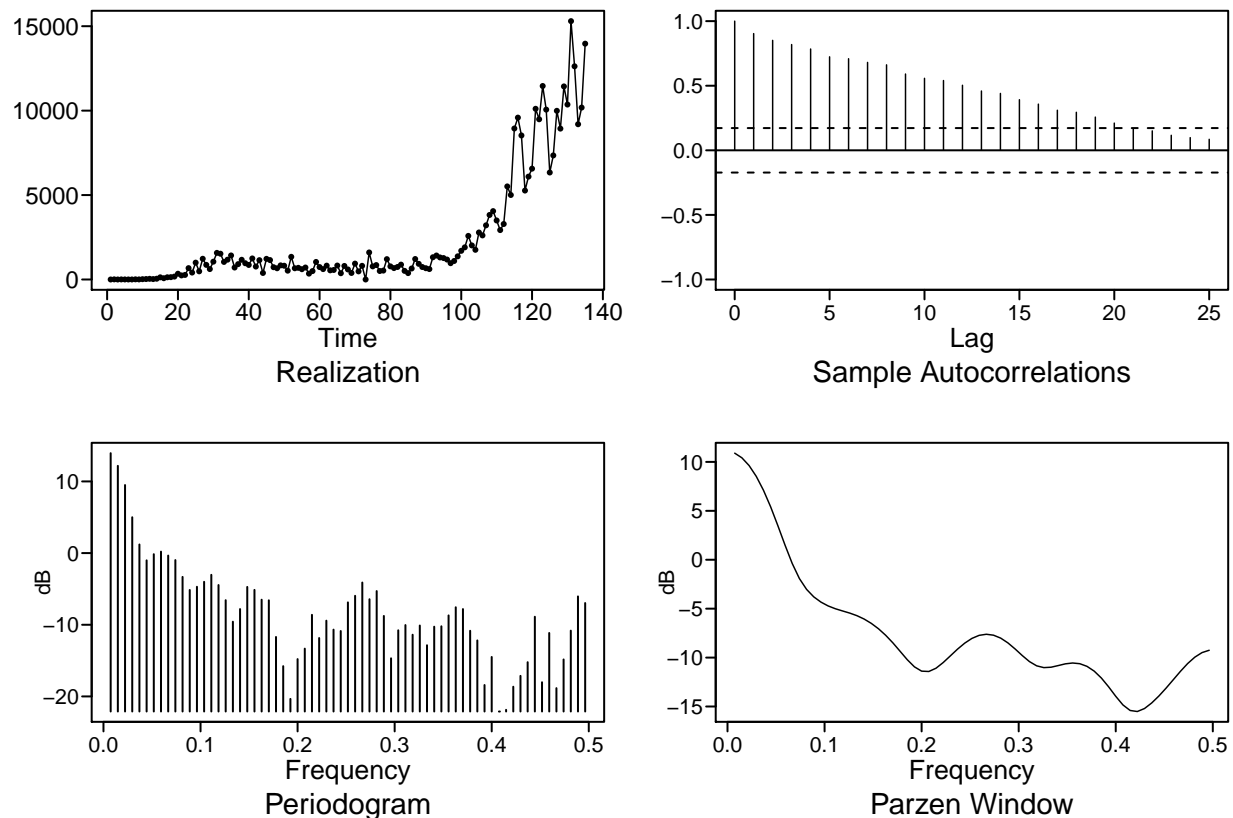 15000
10000
5000
0
0 20 40 60 80 100 120 140
Time
Realization
1.0
0.5
0.0
−0.5
−1.0
0 5 10 15 20 25
Lag
Sample Autocorrelations
dB
10
0
−10
−20
0.0 0.1 0.2 0.3 0.4 0.5
Frequency
Periodogram
dB
10
5
0
−5
−10
−15
0.0 0.1 0.2 0.3 0.4 0.5
Frequency
Parzen Window